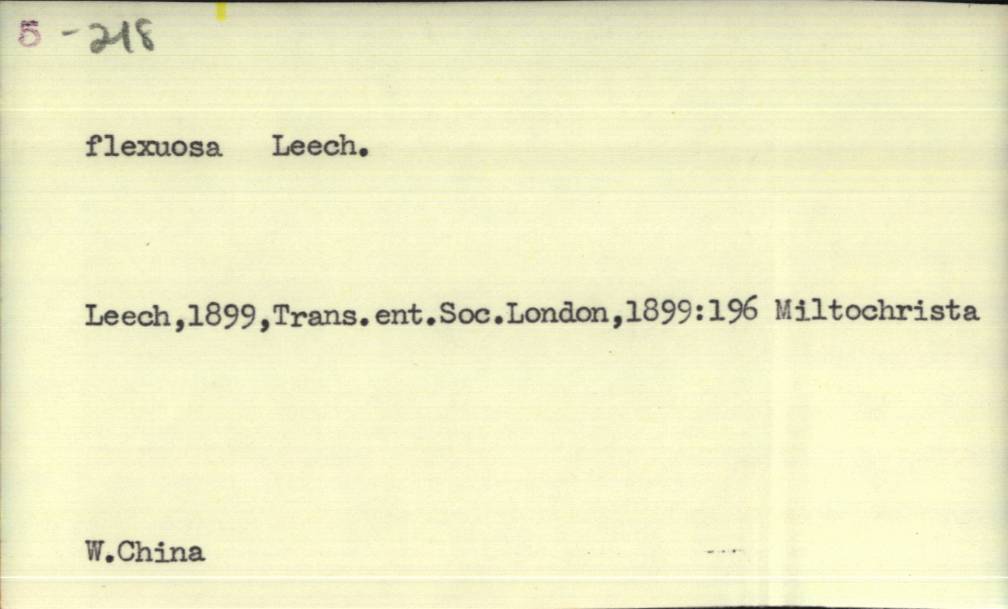 5 - 218
flexuosa Leech.
Leech,1899,Trans.ent.Soc.London,1899:196 Miltochrista
W.China